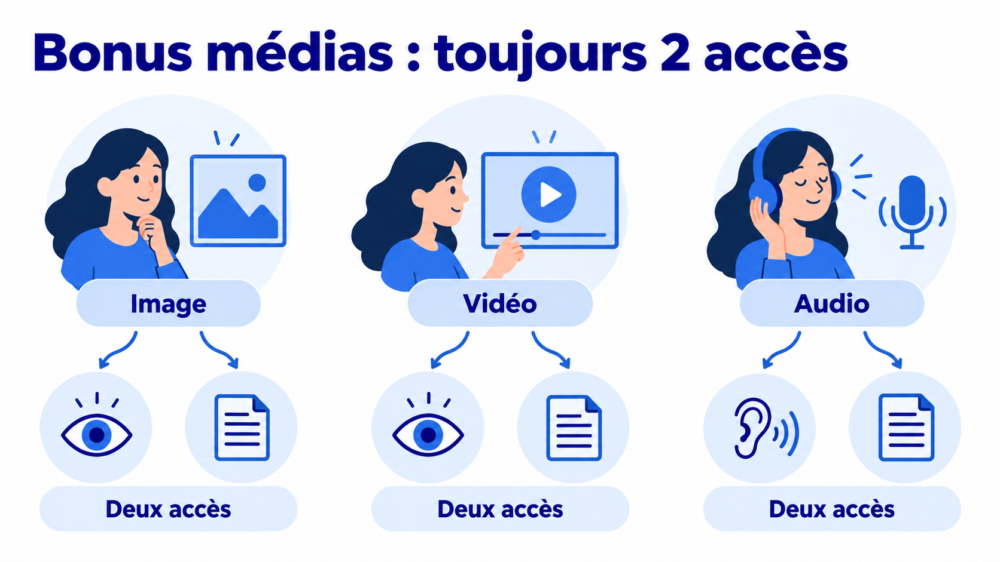 Bonus médias : toujours 2 accès
Image
Vidéo
Audio
Deux accès
Deux accès
Deux accès